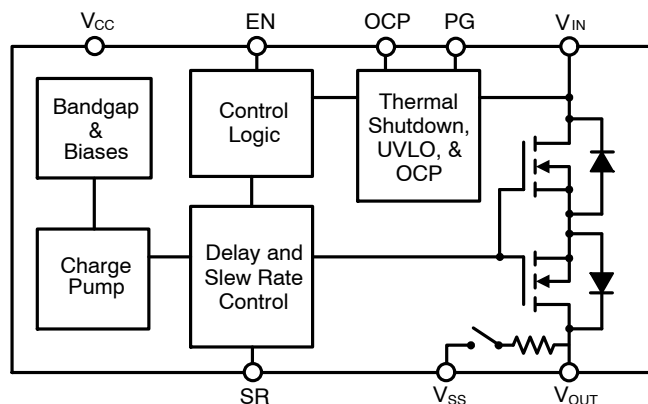 VCC
EN
OCP
PG
VIN
Bandgap
&
Biases
Control
Logic
Thermal
Shutdown,
UVLO, &
OCP
Charge
Pump
Delay and
Slew Rate
Control
SR
VSS
VOUT